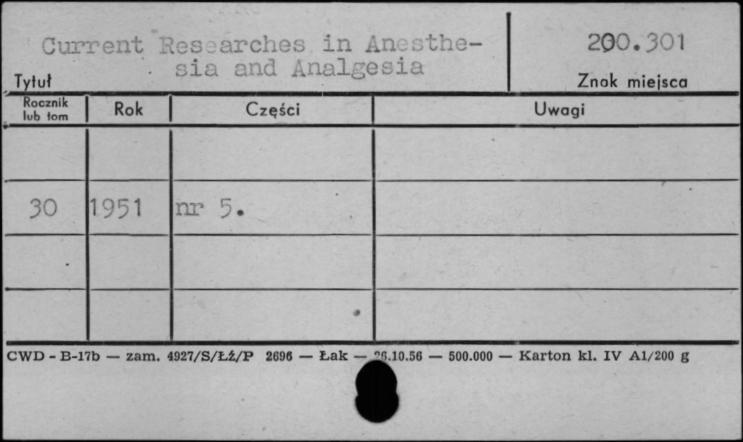 Current Researches in Anesthe-
sia and Analgesia
200.301
Tytuł
Znak miejsca
Rocznik
lub tom
Rok
Części
Uwagi
30 1951 nr 5.
CWD - B-17b — zam. 4927/S/ŁŹ/P 2696 — Łak — 26.10.56 — 500.000 — Karton kl. IV A1/200 g